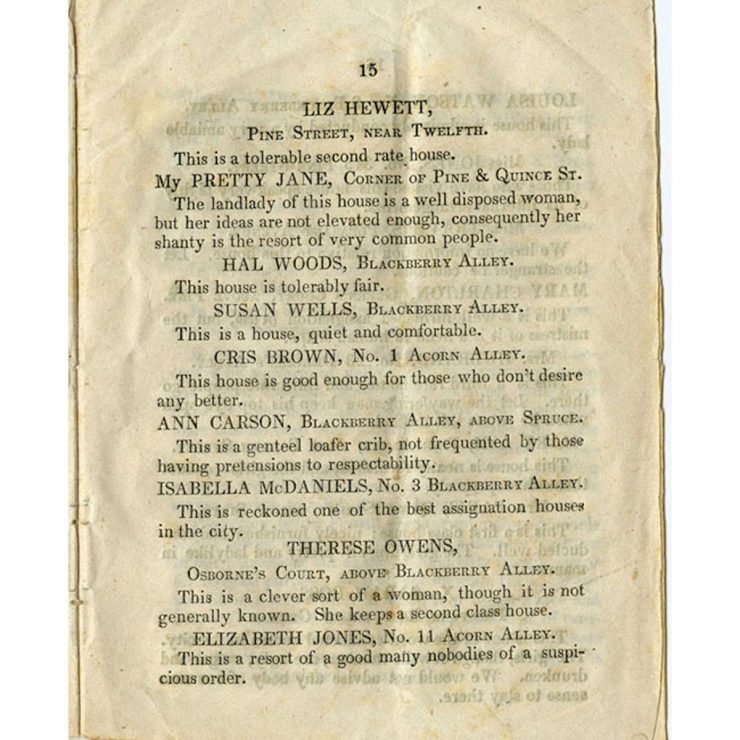 15
LIZ HEWETT,
Pine Street, near Twelfth.
This is a tolerable second rate house.
My PRETTY JANE, Corner of Pine & Quince St.
The landlady of this house is a well disposed woman,
but her ideas are not elevated enough, consequently her
shanty is the resort of very common people.
HAL WOODS, Blackberry Alley.
This house is tolerably fair.
SUSAN WELLS, Blackberry Alley.
This is a house, quiet and comfortable.
CRIS BROWN, No. 1 Acorn Alley.
This house is good enough for those who don't desire
any better.
ANN CARSON, Blackberry Alley, above Spruce.
This is a genteel loafer crib, not frequented by those
having pretensions to respectability.
ISABELLA McDANIELS, No. 3 Blackberry Alley.
This is reckoned one of the best assignation houses
in the city.
THERESE OWENS,
Osborne's Court, above Blackberry Alley.
This is a clever sort of a woman, though it is not
generally known. She keeps a second class house.
ELIZABETH JONES, No. 11 Acorn Alley.
This is a resort of a good many nobodies of a suspi-
cious order.